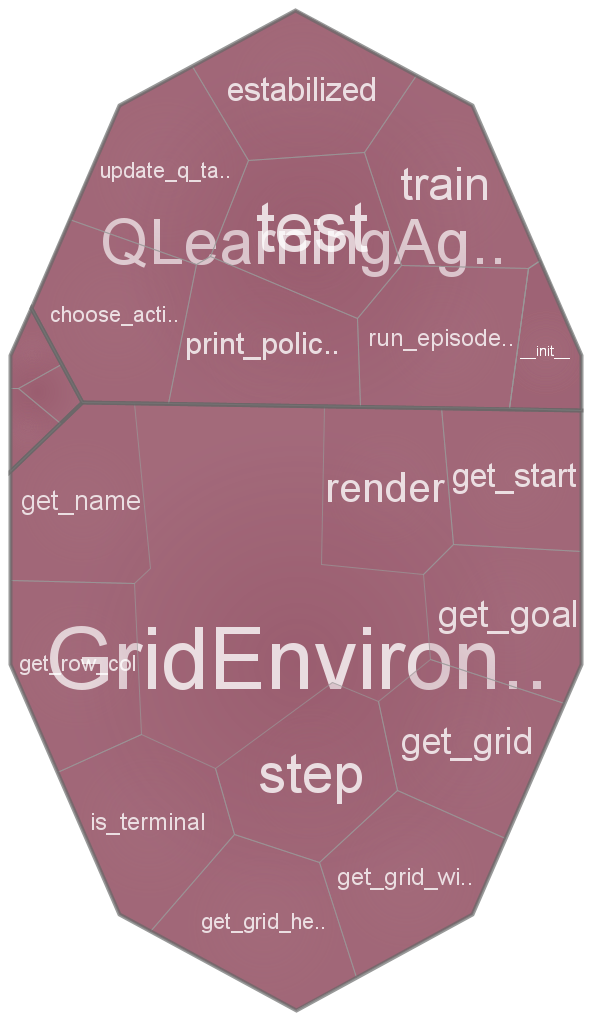 estabilized
update_q_ta..
train
test
QLearningAg..
choose_acti..
print_polic..
run_episode..
__init__
get_name
render
get_start
get_goal
get_row_col
GridEnviron..
get_grid
step
is_terminal
get_grid_wi..
get_grid_he..